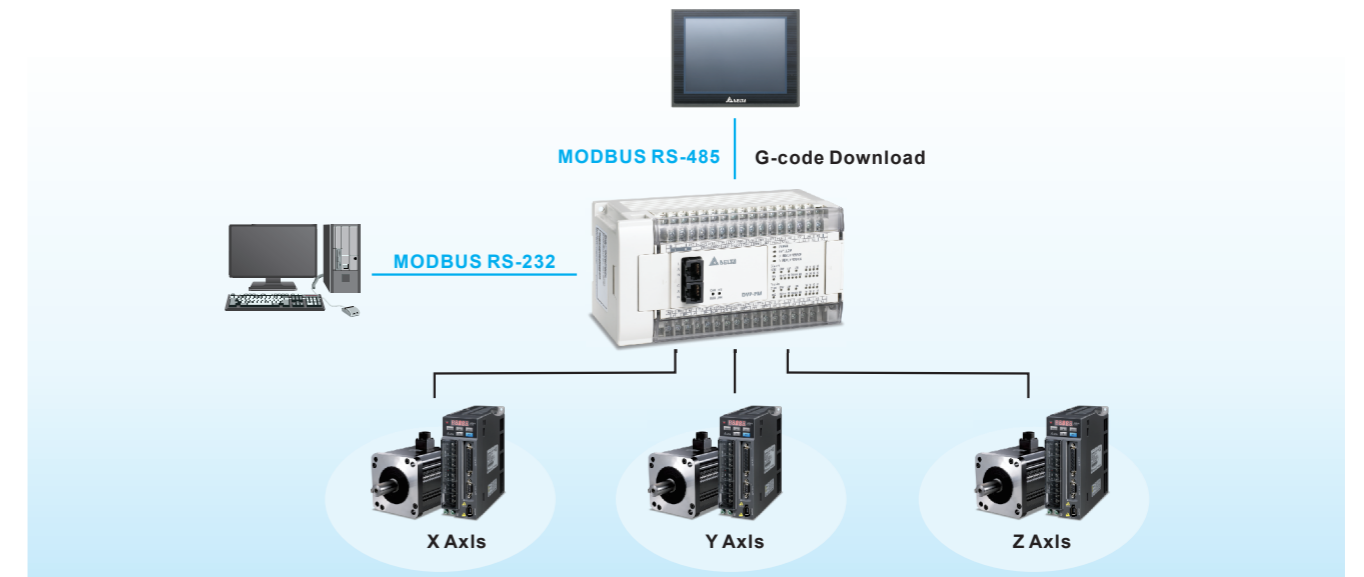 MODBUS RS-485
G-code Download
MODBUS RS-232
X AxIs
Y AxIs
Z AxIs